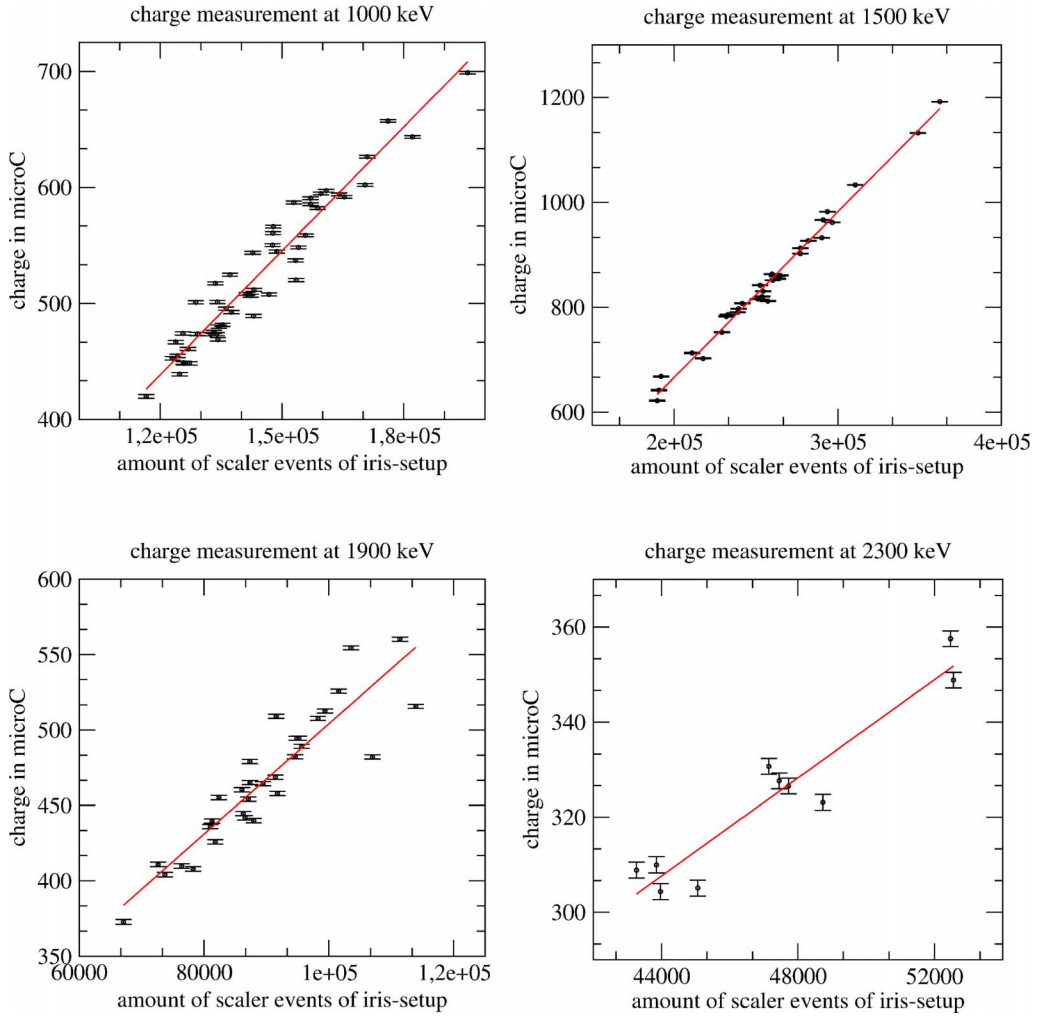 charge measurement at 1000 keV
charge in microC
700
600
500
400
1,2e+05 1,5e+05 1,8e+05
amount of scaler events of iris-setup
charge measurement at 1500 keV
charge in microC
1200
1000
800
600
2e+05 3e+05 4e+05
amount of scaler events of iris-setup
charge measurement at 1900 keV
charge in microC
600
550
500
450
400
350
60000 80000 1e+05 1,2e+05
amount of scaler events of iris-setup
charge measurement at 2300 keV
charge in microC
360
340
320
300
44000 48000 52000
amount of scaler events of iris-setup